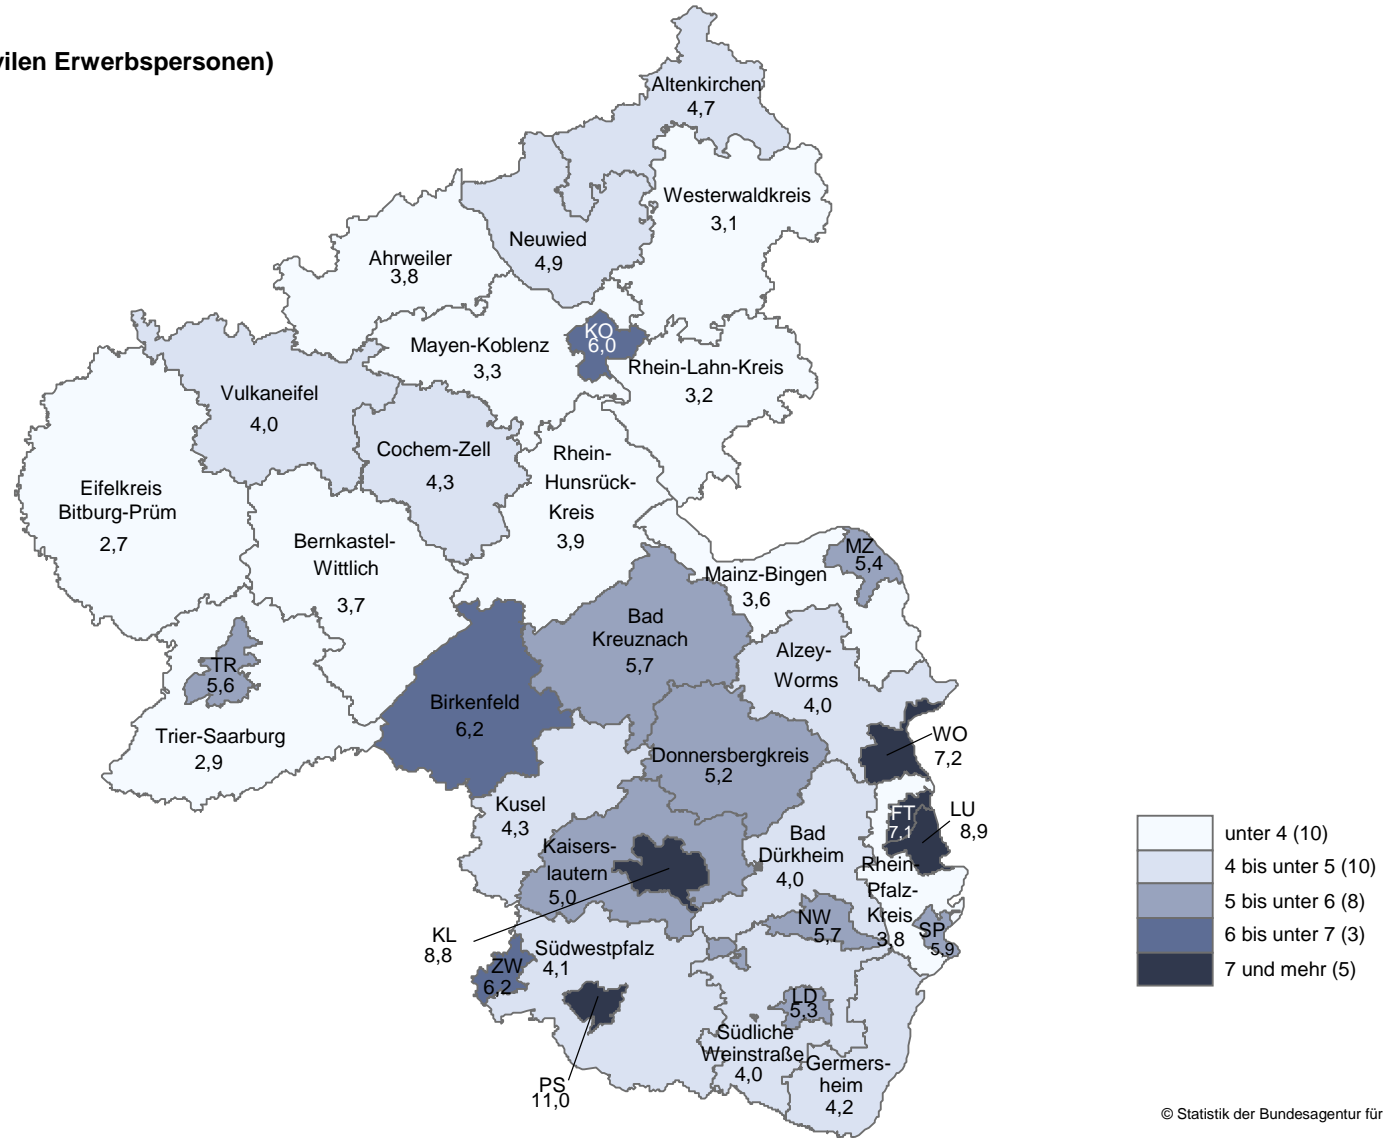 vilen Erwerbspersonen)
Altenkirchen
4,7
Westerwaldkreis
3,1
Neuwied
4,9
Ahrweiler
3,8
KO
6,0
Mayen-Koblenz
3,3
Rhein-Lahn-Kreis
3,2
Vulkaneifel
4,0
Cochem-Zell
4,3
Rhein-
Hunsrück-
Kreis
3,9
Eifelkreis
Bitburg-Prüm
2,7
Bernkastel-
Wittlich
3,7
MZ
5,4
Mainz-Bingen
3,6
Bad
Kreuznach
5,7
Alzey-
Worms
4,0
TR
5,6
Trier-Saarburg
2,9
Birkenfeld
6,2
Donnersbergkreis
5,2
WO
7,2
Kusel
4,3
FT
7,1
LU
8,9
Bad
Dürkheim
4,0
Kaisers-
lautern
5,0
Rhein-
Pfalz-
Kreis
3,8
NW
5,7
SP
5,9
KL
8,8
Südwestpfalz
4,1
ZW
6,2
LD
5,3
Südliche
Weinstraße
4,0
Germers-
heim
4,2
PS
11,0
unter 4 (10)
4 bis unter 5 (10)
5 bis unter 6 (8)
6 bis unter 7 (3)
7 und mehr (5)
© Statistik der Bundesagentur für